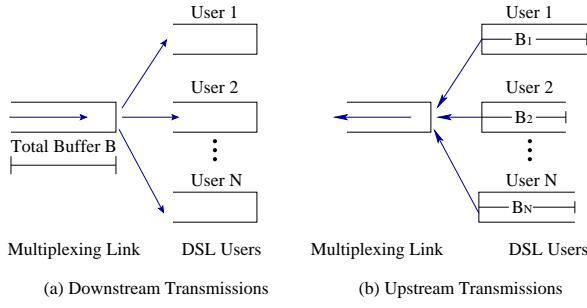 User 1
User 2
Total Buffer B
User N
Multiplexing Link
DSL Users
(a) Downstream Transmissions
User 1
B1
User 2
B2
User N
BN
Multiplexing Link
DSL Users
(b) Upstream Transmissions